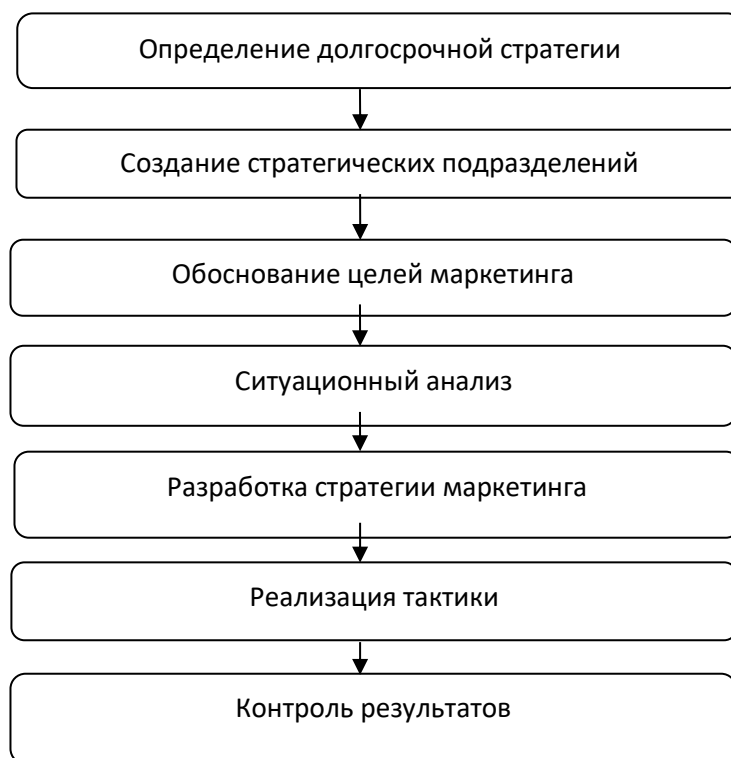 Определение долгосрочной стратегии
Создание стратегических подразделений
Обоснование целей маркетинга
Ситуационный анализ
Разработка стратегии маркетинга
Реализация тактики
Контроль результатов